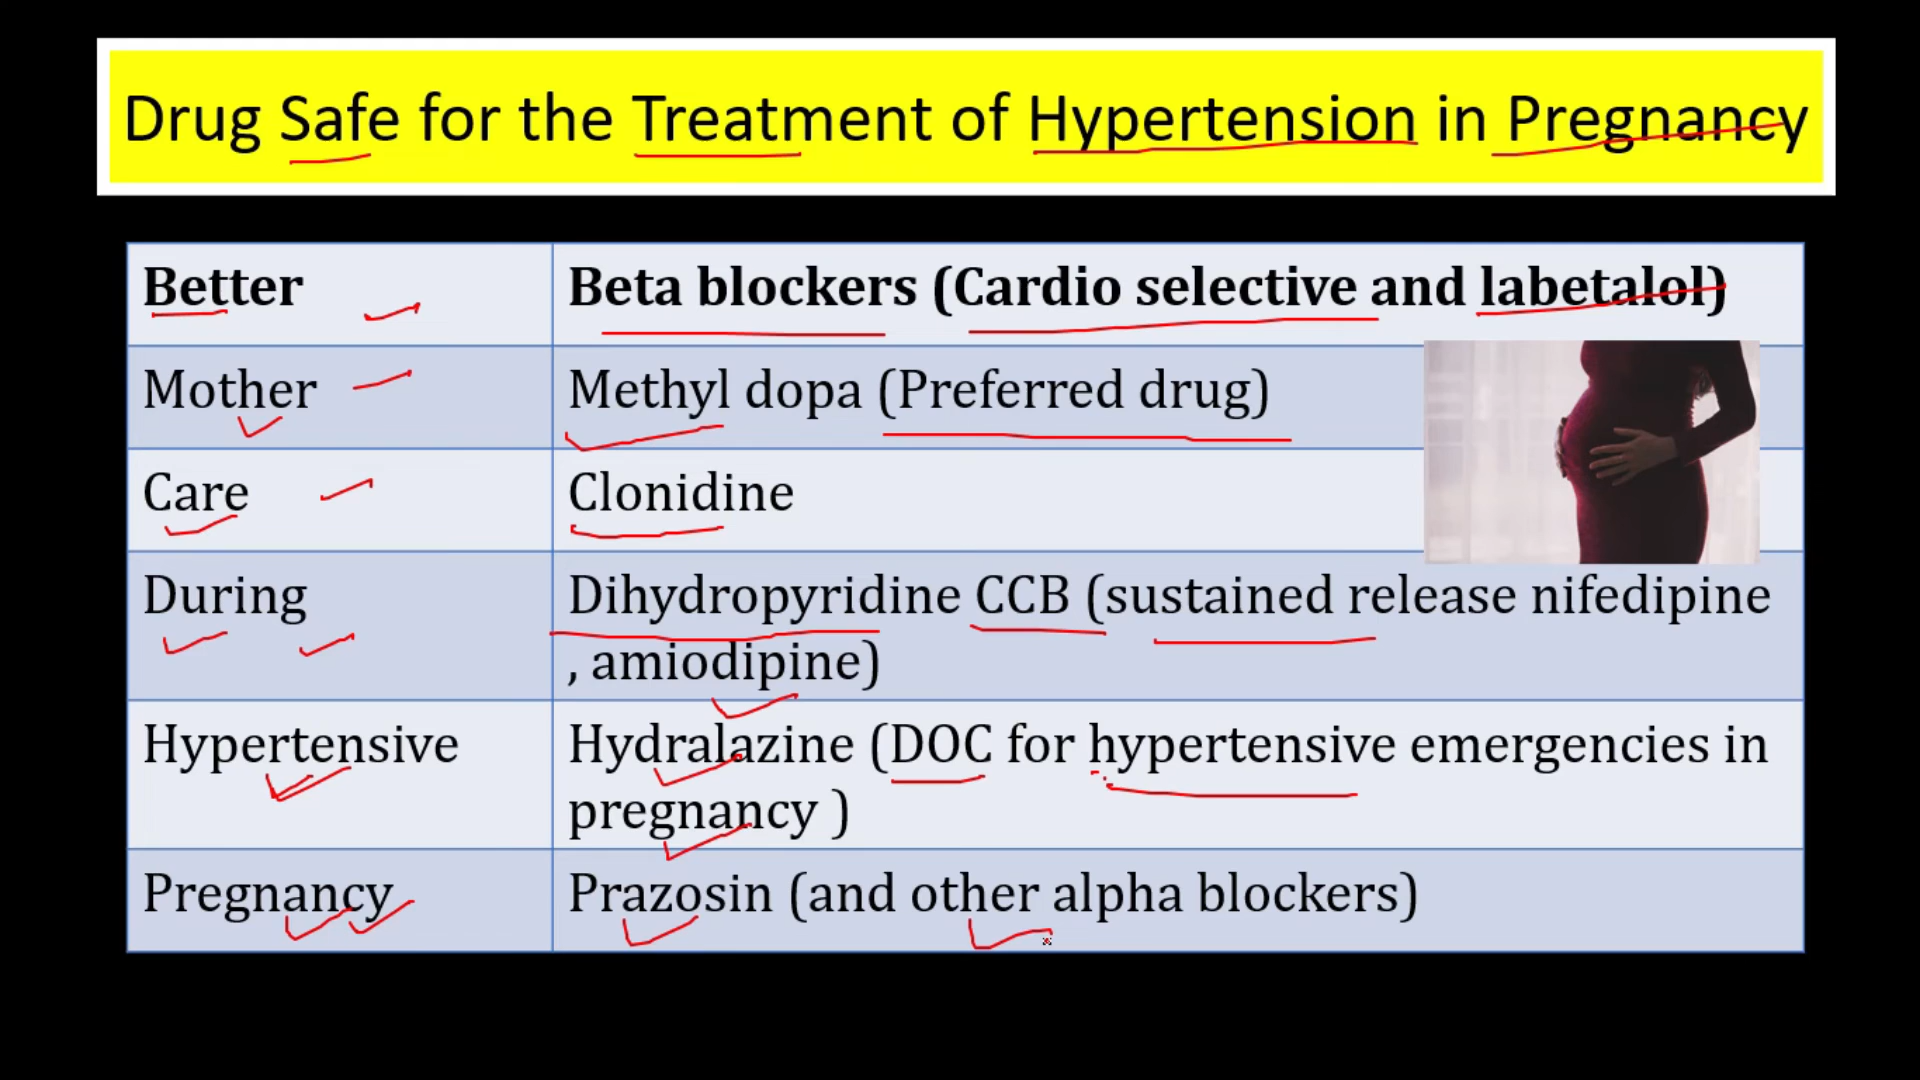 Drug Safe for the Treatment of Hypertension in Pregnancy
Better
Beta blockers (Cardio selective and labetalol)
Mother
Methyl dopa (Preferred drug)
Care
Clonidine
During
Dihydropyridine CCB (sustained release nifedipine
, amiodipine)
Hypertensive
Hydralazine (DOC for hypertensive emergencies in
pregnancy )
Pregnancy
Prazosin (and other alpha blockers)